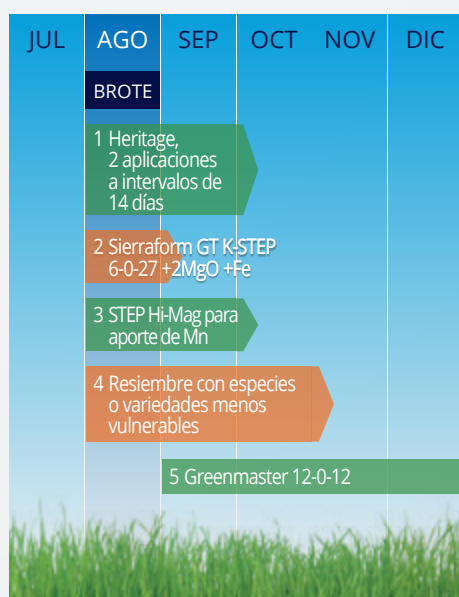 JUL AGO SEP OCT NOV DIC
BROTE
1 Heritage,
2 aplicaciones
a intervalos de
14 días
2 Sierraform GT K-STEP
6-0-27 +2MgO +Fe
3 STEP Hi-Mag para
aporte de Mn
4 Resiembre con especies
o variedades menos
vulnerables
5 Greenmaster 12-0-12